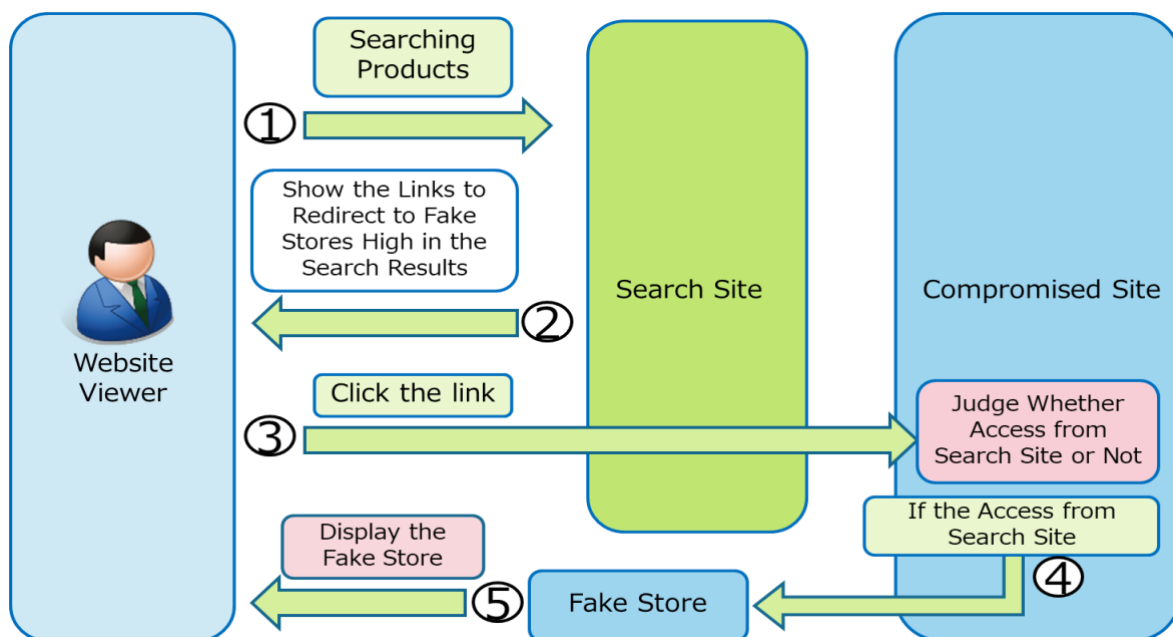 Searching
Products
①
Show the Links to
Redirect to Fake
Stores High in the
Search Results
②
Website
Viewer
Search Site
Compromised Site
Click the link
③
Judge Whether
Access from
Search Site or Not
If the Access from
Search Site
④
Display the
Fake Store
⑤
Fake Store